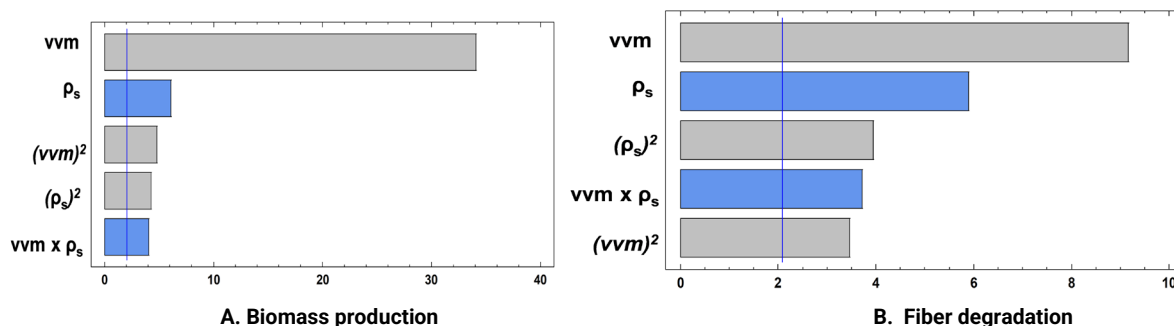 vvm
ρs
(vvm)²
(ρs)²
vvm x ρs
0 10 20 30 40
A. Biomass production
vvm
ρs
(ρs)²
vvm x ρs
(vvm)²
0 2 4 6 8 10
B. Fiber degradation